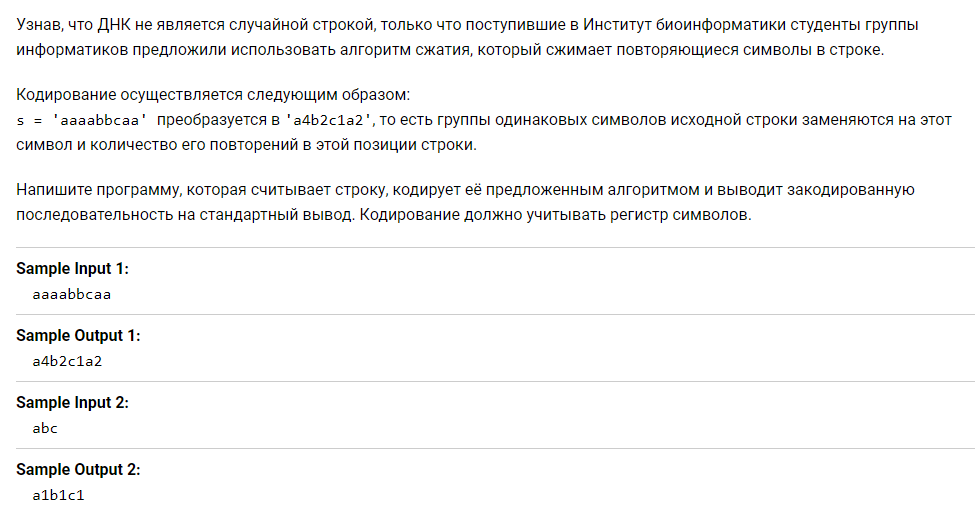 Узнав, что ДНК не является случайной строкой, только что поступившие в Институт биоинформатики студенты группы
информатиков предложили использовать алгоритм сжатия, который сжимает повторяющиеся символы в строке.
Кодирование осуществляется следующим образом:
s = 'aaaabbcaa' преобразуется в 'a4b2c1a2', то есть группы одинаковых символов исходной строки заменяются на этот
символ и количество его повторений в этой позиции строки.
Напишите программу, которая считывает строку, кодирует её предложенным алгоритмом и выводит закодированную
последовательность на стандартный вывод. Кодирование должно учитывать регистр символов.
Sample Input 1:
aaaabbcaa
Sample Output 1:
a4b2c1a2
Sample Input 2:
abc
Sample Output 2:
a1b1c1